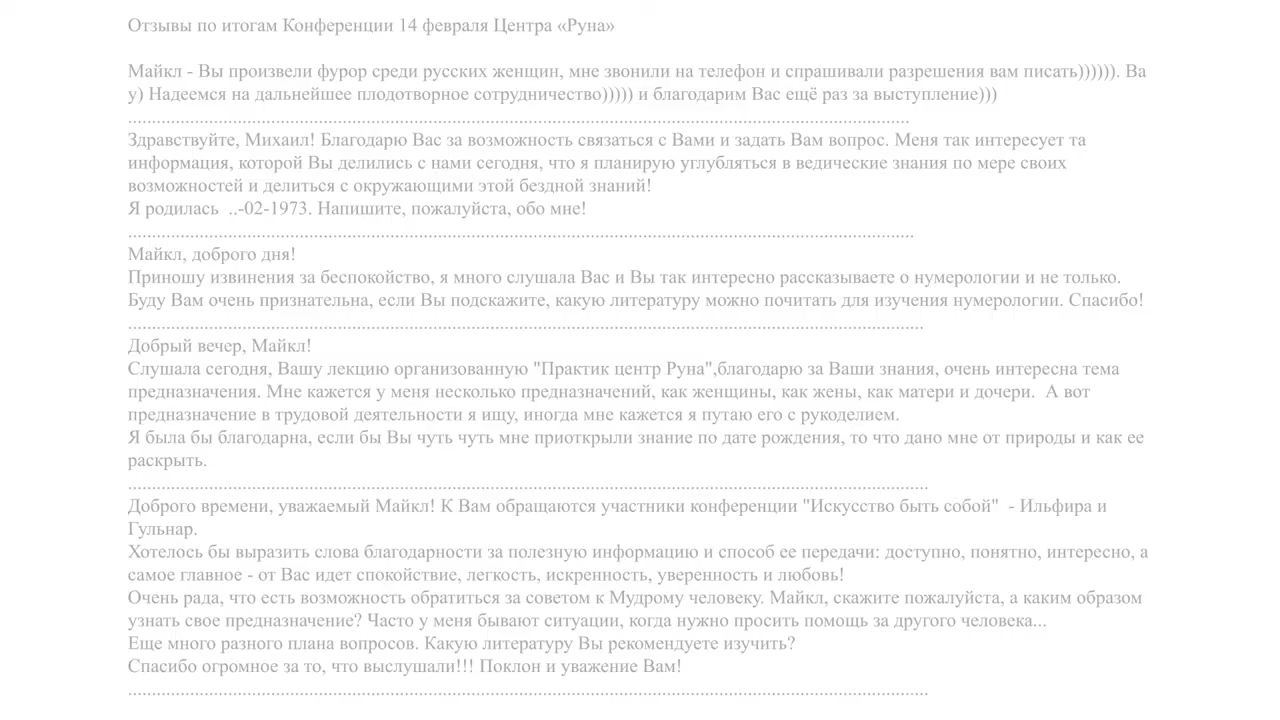 Отзывы по итогам Конференции 14 февраля Центра «Руна»
Майкл - Вы произвели фурор среди русских женщин, мне звонили на телефон и спрашивали разрешения вам писать)))))). Ва
у) Надеемся на дальнейшее плодотворное сотрудничество))))) и благодарим Вас ещё раз за выступление)))
....................................................................................................................................................................
Здравствуйте, Михаил! Благодарю Вас за возможность связаться с Вами и задать Вам вопрос. Меня так интересует та
информация, которой Вы делились с нами сегодня, что я планирую углубляться в ведические знания по мере своих
возможностей и делиться с окружающими этой бездной знаний!
Я родилась  ..-02-1973. Напишите, пожалуйста, обо мне!
.....................................................................................................................................................................
Майкл, доброго дня!
Приношу извинения за беспокойство, я много слушала Вас и Вы так интересно рассказываете о нумерологии и не только.
Буду Вам очень признательна, если Вы подскажите, какую литературу можно почитать для изучения нумерологии. Спасибо!
.......................................................................................................................................................................
Добрый вечер, Майкл!
Слушала сегодня, Вашу лекцию организованную "Практик центр Руна",благодарю за Ваши знания, очень интересна тема
предназначения. Мне кажется у меня несколько предназначений, как женщины, как жены, как матери и дочери.  А вот
предназначение в трудовой деятельности я ищу, иногда мне кажется я путаю его с рукоделием.
Я была бы благодарна, если бы Вы чуть чуть мне приоткрыли знание по дате рождения, то что дано мне от природы и как ее
раскрыть.
........................................................................................................................................................................
Доброго времени, уважаемый Майкл! К Вам обращаются участники конференции "Искусство быть собой"  - Ильфира и
Гульнар.
Хотелось бы выразить слова благодарности за полезную информацию и способ ее передачи: доступно, понятно, интересно, а
самое главное - от Вас идет спокойствие, легкость, искренность, уверенность и любовь!
Очень рада, что есть возможность обратиться за советом к Мудрому человеку. Майкл, скажите пожалуйста, а каким образом
узнать свое предназначение? Часто у меня бывают ситуации, когда нужно просить помощь за другого человека...
Еще много разного плана вопросов. Какую литературу Вы рекомендуете изучить?
Спасибо огромное за то, что выслушали!!! Поклон и уважение Вам!
........................................................................................................................................................................